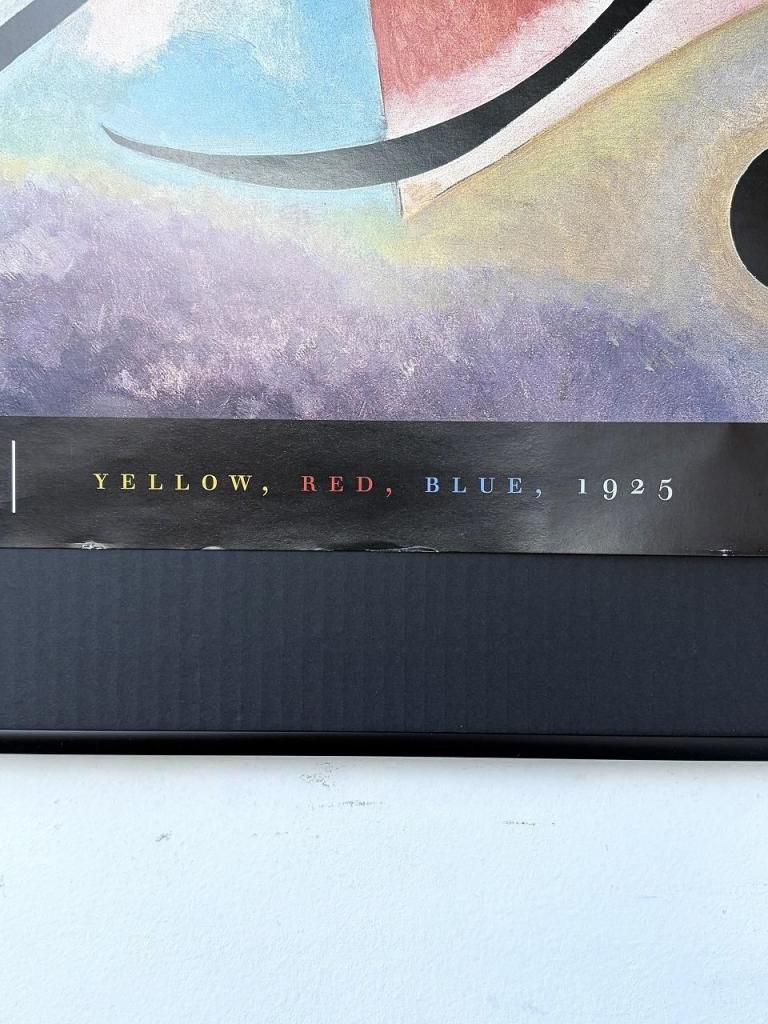 YELLOW, RED, BLUE, 1925